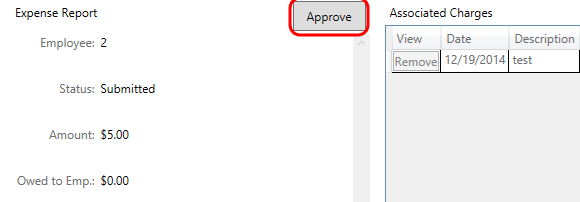 Expense Report
Approve
Employee: 2
Status: Submitted
Amount: $5.00
Owed to Emp.: $0.00
Associated Charges
View Date Description
Remove 12/19/2014 test